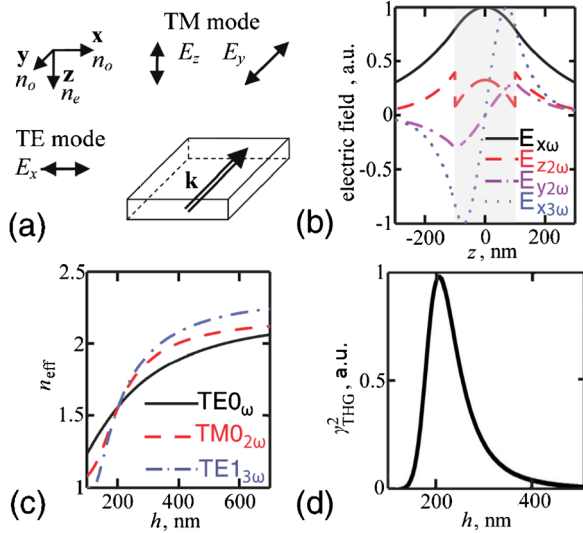 TM mode
x
y
n_o
z
n_o
n_e
E_z
E_y
TE mode
E_x
k
(a)
electric field, a.u.
1
0.5
0
-0.5
-1
-200
0
200
z, nm
E_xω
E_z2ω
E_y2ω
E_x3ω
(b)
n_eff
2.5
2
1.5
1
200
400
600
h, nm
TE0_ω
TM0_2ω
TE1_3ω
(c)
γ²_THG, a.u.
1
0.5
0
200
400
h, nm
(d)